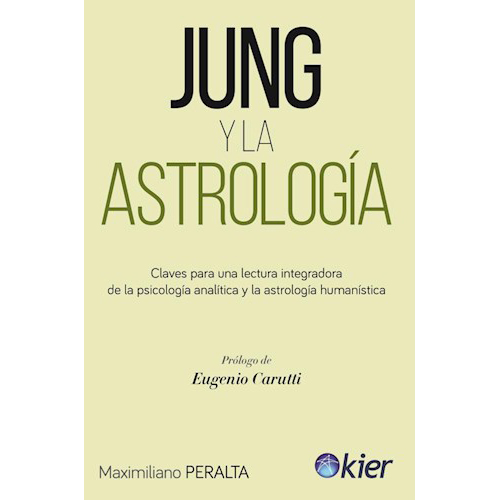 JUNG
Y LA
ASTROLOGÍA
Claves para una lectura integradora
de la psicología analítica y la astrología humanística
Prólogo de
Eugenio Carutti
Maximiliano PERALTA
kier